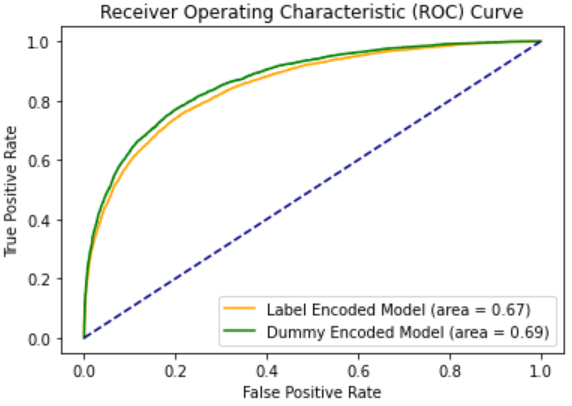 Receiver Operating Characteristic (ROC) Curve
1.0
0.8
0.6
0.4
0.2
0.0
True Positive Rate
Label Encoded Model (area = 0.67)
Dummy Encoded Model (area = 0.69)
0.0 0.2 0.4 0.6 0.8 1.0
False Positive Rate